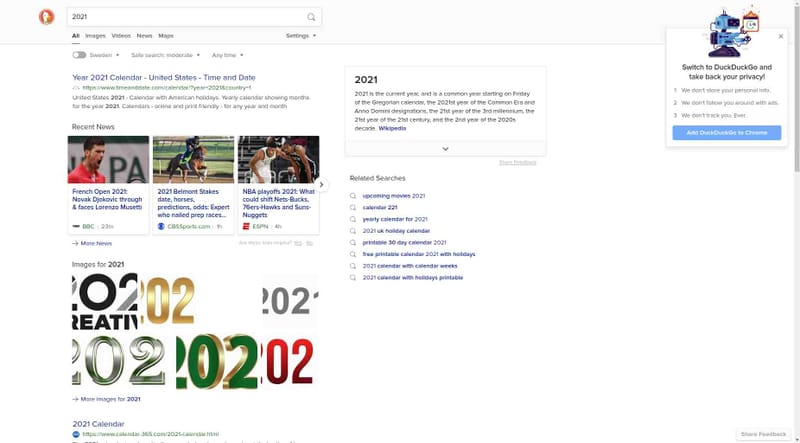 2021
All Images Videos News Maps Settings
Sweden Safe search: moderate Any time
Year 2021 Calendar - United States - Time and Date
https://www.timeanddate.com/calendar/?year=2021&country=1
United States 2021 - Calendar with American holidays. Yearly calendar showing months
for the year 2021. Calendars - online and print friendly - for any year and month
Recent News
French Open 2021:
Novak Djokovic through
& faces Lorenzo Musetti
BBC | 23m
2021 Belmont Stakes
date, horses,
predictions, odds: Expert
who nailed prep races...
CBSSports.com · 1h
NBA playoffs 2021: What
could shift Nets-Bucks,
76ers-Hawks and Suns-
Nuggets
ESPN · 4h
More News
Are these links helpful? Yes No
Images for 2021
2021
REATIV
202
2021
202
202
202
More Images for 2021
2021 Calendar
https://www.calendar-365.com/2021-calendar.html
2021
2021 is the current year, and is a common year starting on Friday
of the Gregorian calendar, the 2021st year of the Common Era and
Anno Domini designations, the 21st year of the 3rd millennium, the
21st year of the 21st century, and the 2nd year of the 2020s
decade. Wikipedia
Share Feedback
Related Searches
upcoming movies 2021
calendar 221
yearly calendar for 2021
2021 uk holiday calendar
printable 30 day calendar 2021
free printable calendar 2021 with holidays
2021 calendar with calendar weeks
2021 calendar with holidays printable
Switch to DuckDuckGo and
take back your privacy!
1 We don't store your personal info.
2 We don't follow you around with ads.
3 We don't track you. Ever.
Add DuckDuckGo to Chrome
Share Feedback